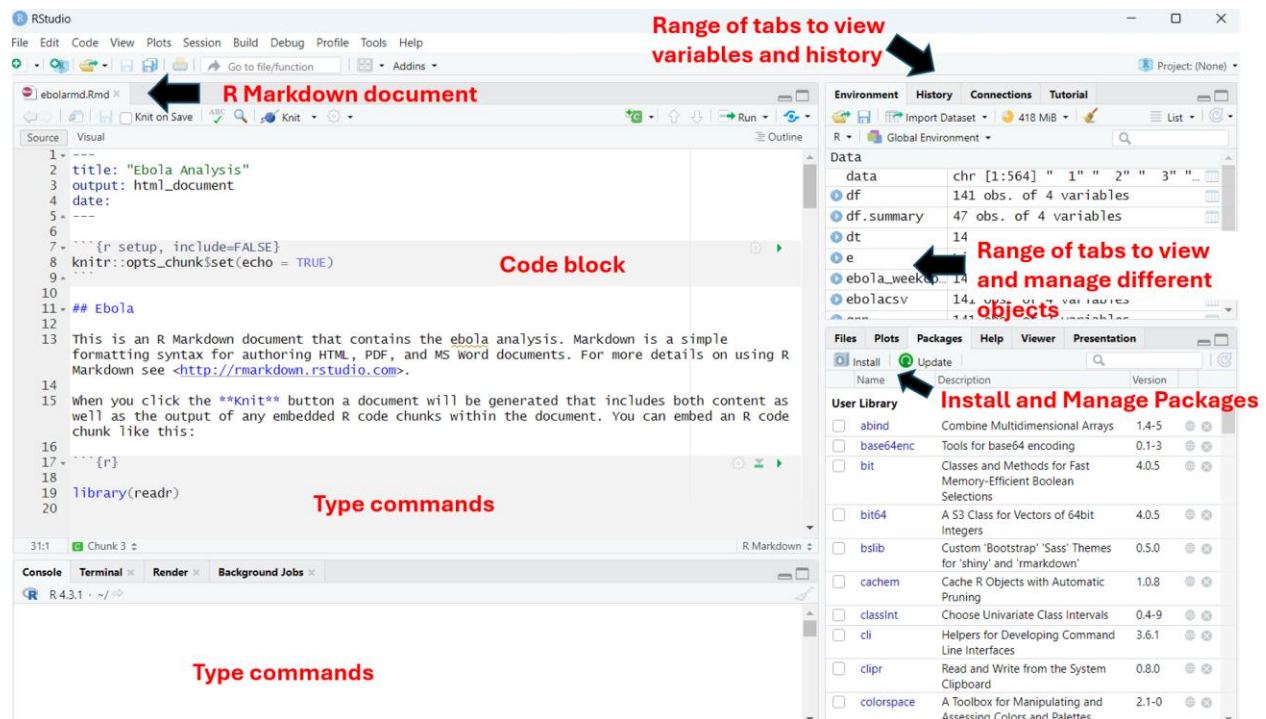 RStudio
File Edit Code View Plots Session Build Debug Profile Tools Help
Go to file/function
Addins
Project: (None)
Range of tabs to view
variables and history
ebolarmd.Rmd
R Markdown document
Knit on Save
ABC
Knit
Run
Source Visual
Outline
1 ---
2 title: "Ebola Analysis"
3 output: html_document
4 date:
5 ---
6
7 ```{r setup, include=FALSE}
8 knitr::opts_chunk$set(echo = TRUE)
9 ```
Code block
10
11 ## Ebola
12
13 This is an R Markdown document that contains the ebola analysis. Markdown is a simple
formatting syntax for authoring HTML, PDF, and MS Word documents. For more details on using R
Markdown see <http://rmarkdown.rstudio.com>.
14
15 When you click the **Knit** button a document will be generated that includes both content as
well as the output of any embedded R code chunks within the document. You can embed an R code
chunk like this:
16
17 ```{r}
18
19 library(readr)
20
Type commands
31:1 Chunk 3 R Markdown
Console Terminal Render Background Jobs
R 4.3.1 · ~/
Type commands
Environment History Connections Tutorial
Import Dataset 418 MiB List
R Global Environment
Data
data chr [1:564] " 1" " 2" " 3" "…
df 141 obs. of 4 variables
df.summary 47 obs. of 4 variables
dt 14
e
ebola_weekup… 14
ebolacsv 141 obs. of 4 variables
Range of tabs to view
and manage different
objects
Files Plots Packages Help Viewer Presentation
Install Update
Name Description Version
User Library
Install and Manage Packages
abind Combine Multidimensional Arrays 1.4-5
base64enc Tools for base64 encoding 0.1-3
bit Classes and Methods for Fast 4.0.5
Memory-Efficient Boolean
Selections
bit64 A S3 Class for Vectors of 64bit 4.0.5
Integers
bslib Custom 'Bootstrap' 'Sass' Themes 0.5.0
for 'shiny' and 'rmarkdown'
cachem Cache R Objects with Automatic 1.0.8
Pruning
classInt Choose Univariate Class Intervals 0.4-9
cli Helpers for Developing Command 3.6.1
Line Interfaces
clipr Read and Write from the System 0.8.0
Clipboard
colorspace A Toolbox for Manipulating and 2.1-0
Assessing Colors and Palettes